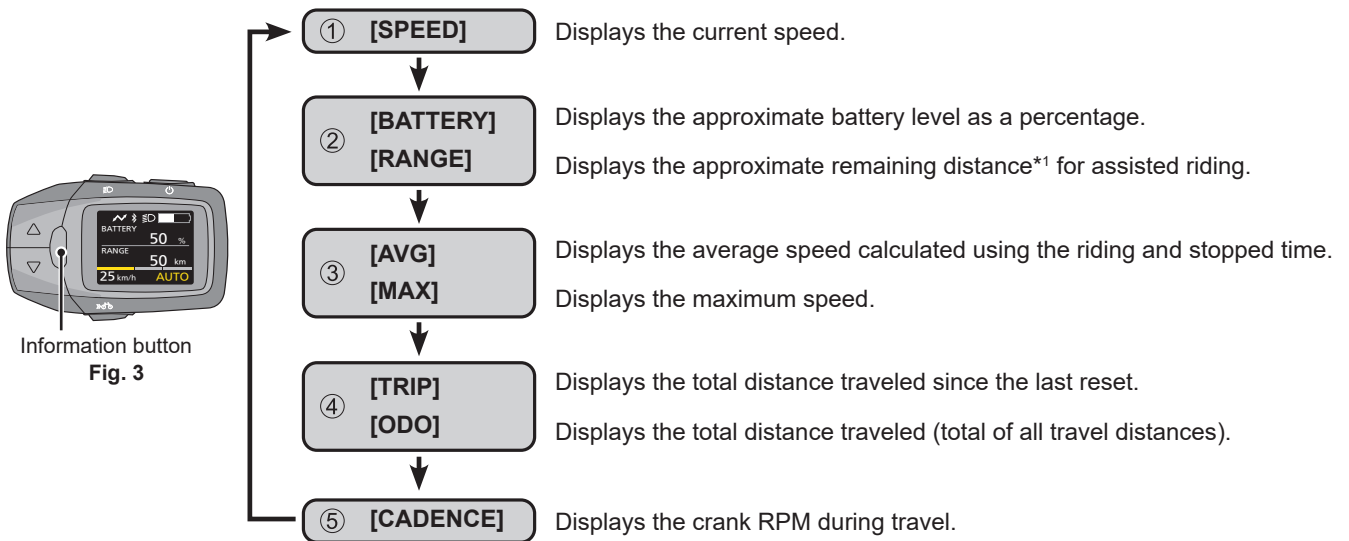 ① [SPEED] Displays the current speed.
② [BATTERY] Displays the approximate battery level as a percentage.
[RANGE] Displays the approximate remaining distance*1 for assisted riding.
BATTERY
50 %
RANGE
50 km
25 km/h AUTO
Information button
Fig. 3
③ [AVG] Displays the average speed calculated using the riding and stopped time.
[MAX] Displays the maximum speed.
④ [TRIP] Displays the total distance traveled since the last reset.
[ODO] Displays the total distance traveled (total of all travel distances).
⑤ [CADENCE] Displays the crank RPM during travel.